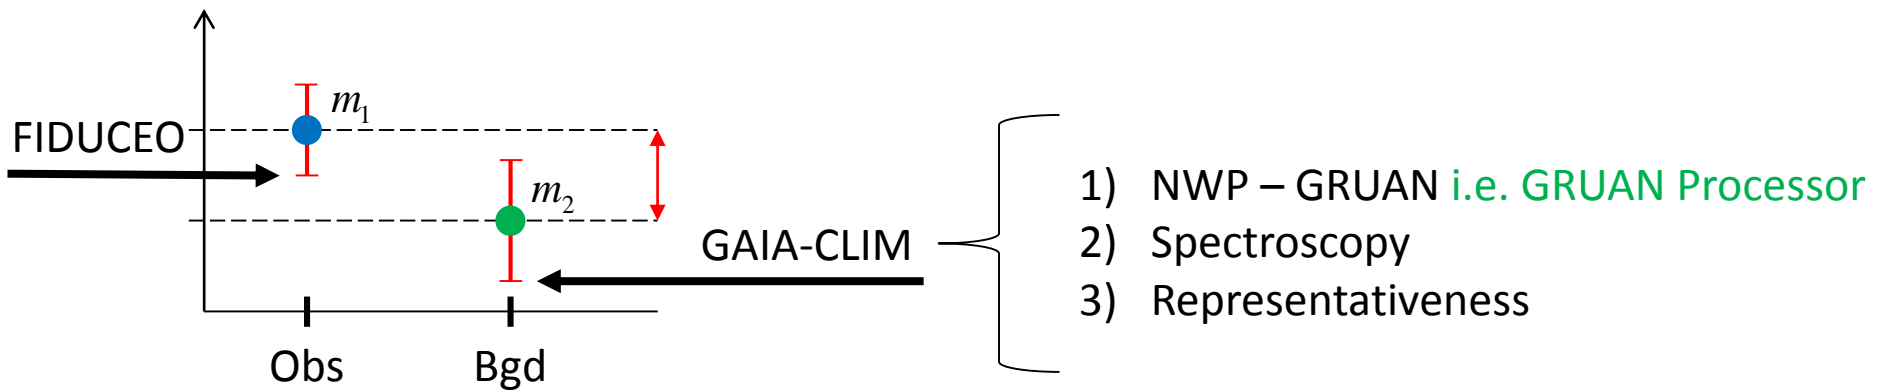 m₁
FIDUCEO
m₂
GAIA-CLIM
Obs
Bgd
1) NWP – GRUAN i.e. GRUAN Processor
2) Spectroscopy
3) Representativeness